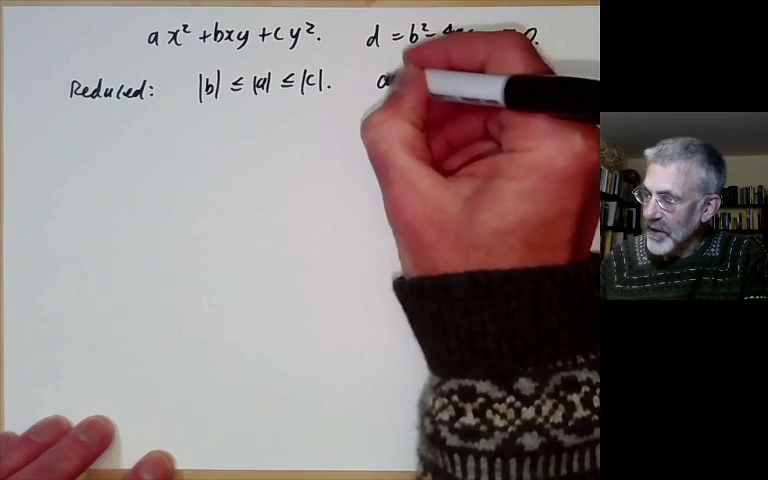 ax² + bxy + cy². d = b² -
Reduced: |b| ≤ |a| ≤ |c|. a